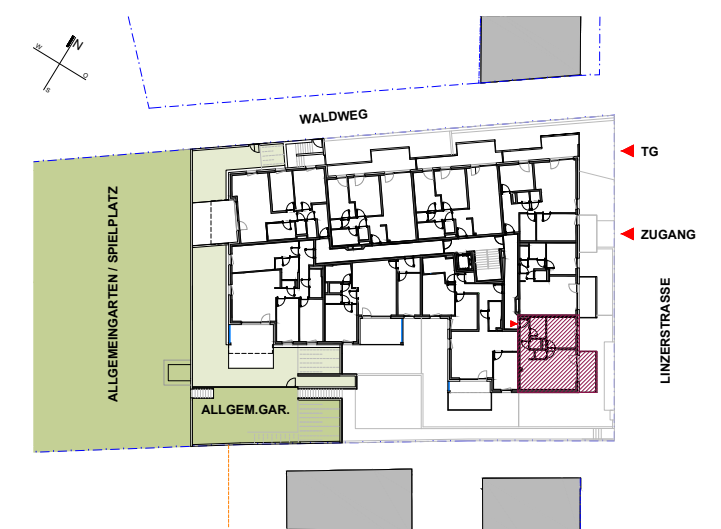 N
W
O
S
WALDWEG
TG
ZUGANG
ALLGEMEINGARTEN / SPIELPLATZ
LINZERSTRASSE
ALLGEM.GAR.